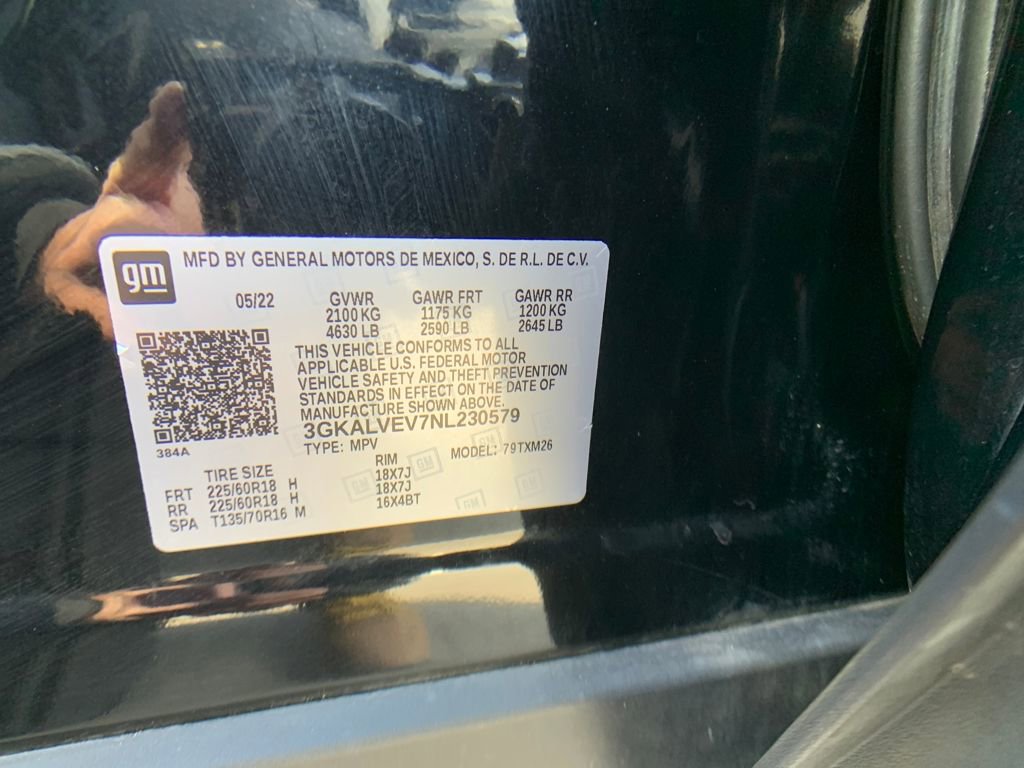 gm MFD BY GENERAL MOTORS DE MEXICO, S. DE R.L. DE C.V.
05/22 GVWR GAWR FRT GAWR RR
2100 KG 1175 KG 1200 KG
4630 LB 2590 LB 2645 LB
THIS VEHICLE CONFORMS TO ALL
APPLICABLE U.S. FEDERAL MOTOR
VEHICLE SAFETY AND THEFT PREVENTION
STANDARDS IN EFFECT ON THE DATE OF
MANUFACTURE SHOWN ABOVE.
3GKALVEV7NL230579
384A
TYPE: MPV MODEL: 79TXM26
TIRE SIZE RIM
FRT 225/60R18 H 18X7J
RR 225/60R18 H 18X7J
SPA T135/70R16 M 16X4BT